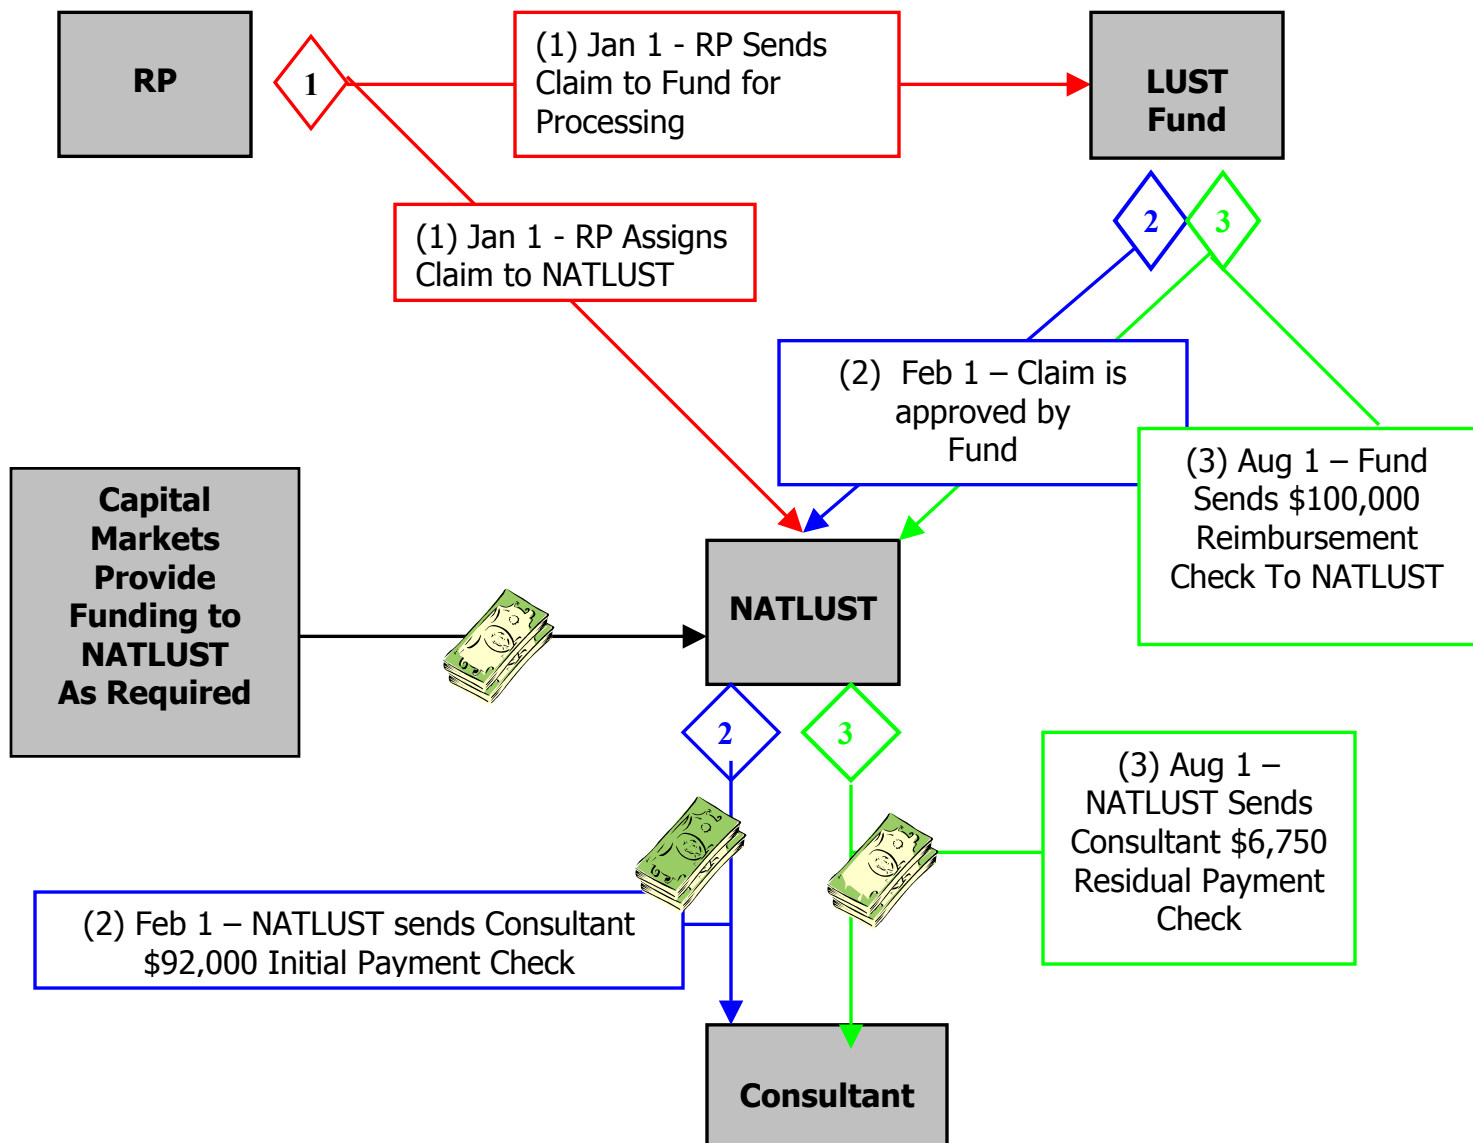 RP
1
(1) Jan 1 - RP Sends
Claim to Fund for
Processing
LUST
Fund
(1) Jan 1 - RP Assigns
Claim to NATLUST
2
3
(2) Feb 1 – Claim is
approved by
Fund
(3) Aug 1 – Fund
Sends $100,000
Reimbursement
Check To NATLUST
Capital
Markets
Provide
Funding to
NATLUST
As Required
NATLUST
2
3
(3) Aug 1 –
NATLUST Sends
Consultant $6,750
Residual Payment
Check
(2) Feb 1 – NATLUST sends Consultant
$92,000 Initial Payment Check
Consultant